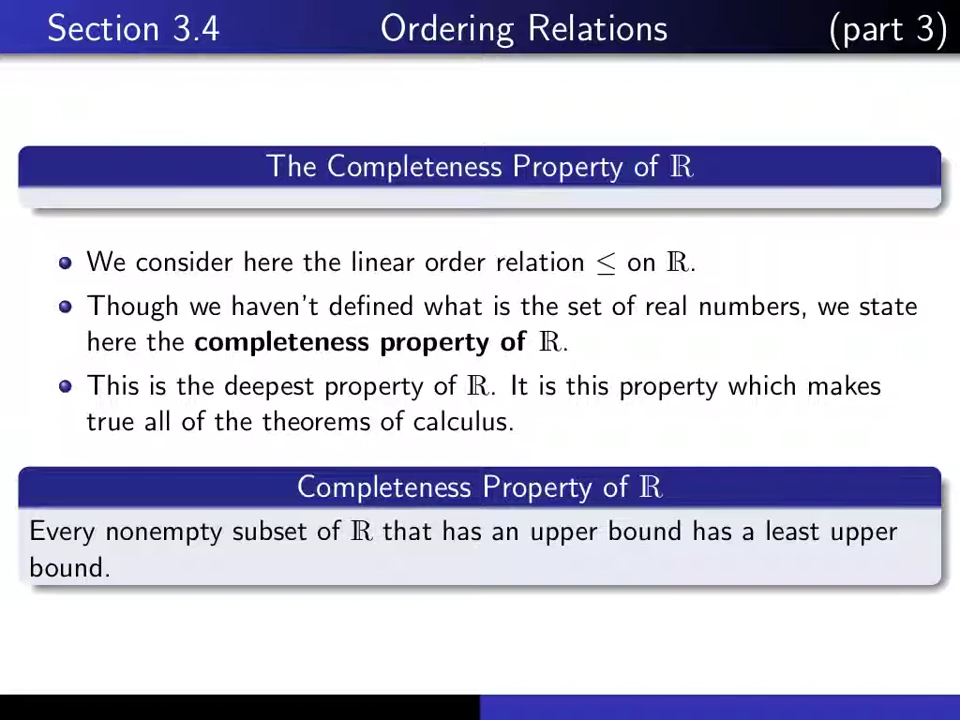 Section 3.4 Ordering Relations (part 3)
The Completeness Property of ℝ
We consider here the linear order relation ≤ on ℝ.
Though we haven't defined what is the set of real numbers, we state
here the completeness property of ℝ.
This is the deepest property of ℝ. It is this property which makes
true all of the theorems of calculus.
Completeness Property of ℝ
Every nonempty subset of ℝ that has an upper bound has a least upper
bound.